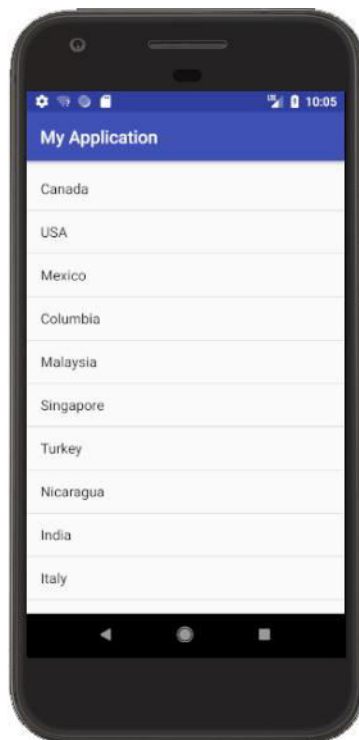 10:05
My Application
Canada
USA
Mexico
Columbia
Malaysia
Singapore
Turkey
Nicaragua
India
Italy